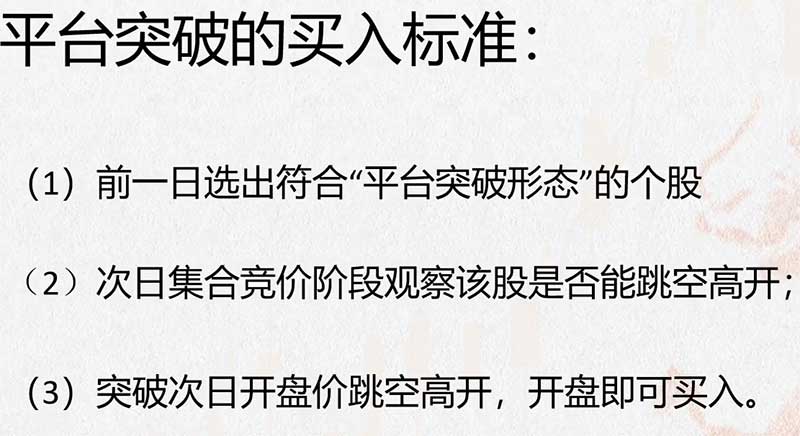 平台突破的买入标准：
（1）前一日选出符合“平台突破形态”的个股
（2）次日集合竞价阶段观察该股是否能跳空高开；
（3）突破次日开盘价跳空高开，开盘即可买入。